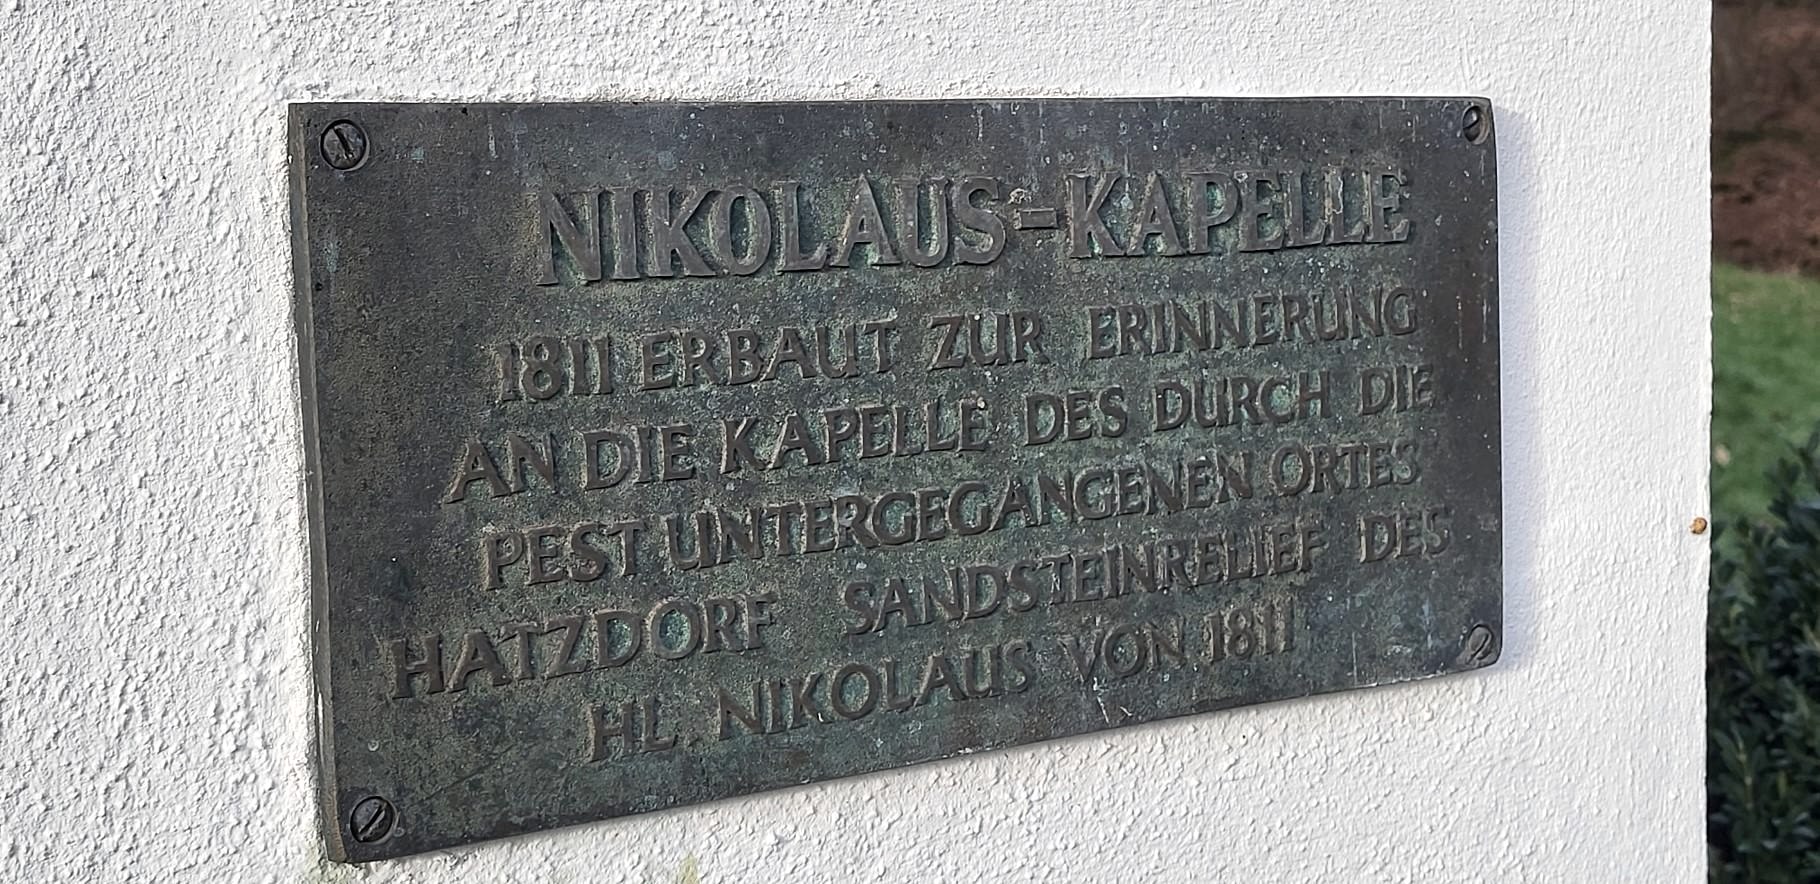 NIKOLAUS-KAPELLE
1811 ERBAUT ZUR ERINNERUNG
AN DIE KAPELLE DES DURCH DIE
PEST UNTERGEGANGENEN ORTES
HATZDORF SANDSTEINRELIEF DES
HL. NIKOLAUS VON 1811